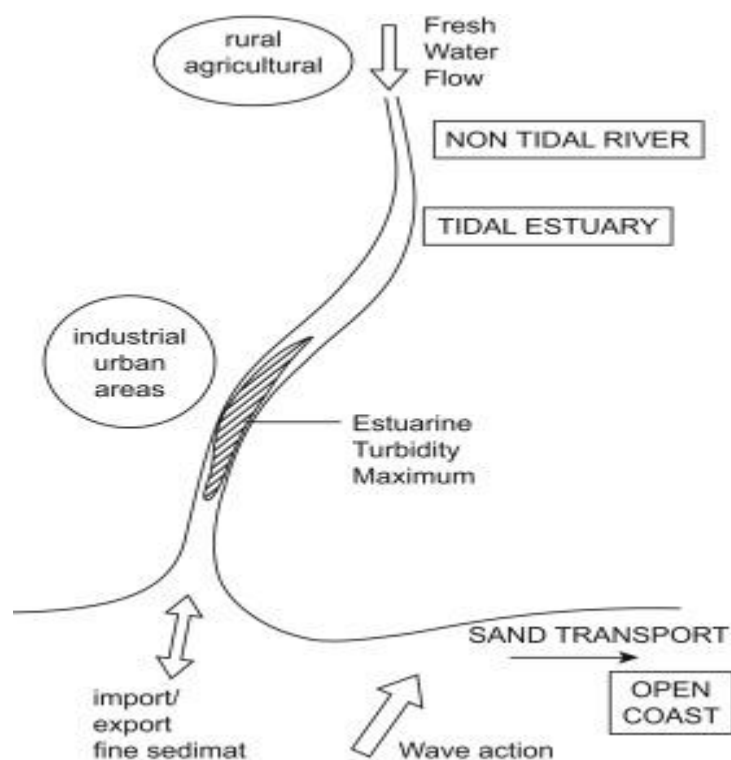 rural
agricultural
Fresh
Water
Flow
NON TIDAL RIVER
TIDAL ESTUARY
industrial
urban
areas
Estuarine
Turbidity
Maximum
SAND TRANSPORT
OPEN
COAST
import/
export
fine sedimat
Wave action